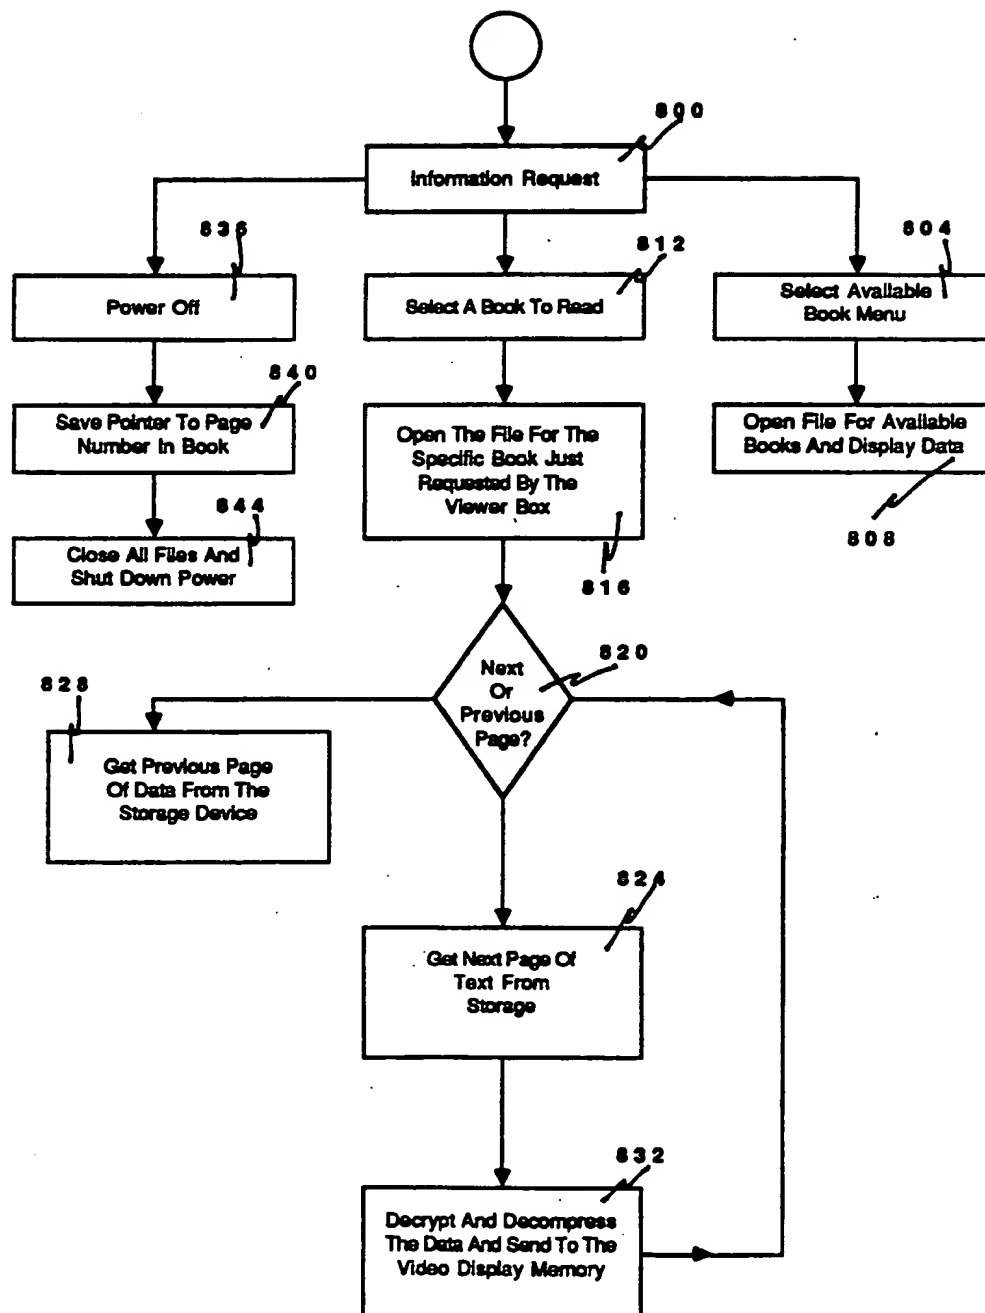 800
Information Request
836
812
804
Power Off
Select A Book To Read
Select Available
Book Menu
840
Save Pointer To Page
Number In Book
Open The File For The
Specific Book Just
Requested By The
Viewer Box
Open File For Available
Books And Display Data
844
808
Close All Files And
Shut Down Power
816
820
Next
Or
Previous
Page?
828
Get Previous Page
Of Data From The
Storage Device
824
Get Next Page Of
Text From
Storage
832
Decrypt And Decompress
The Data And Send To The
Video Display Memory